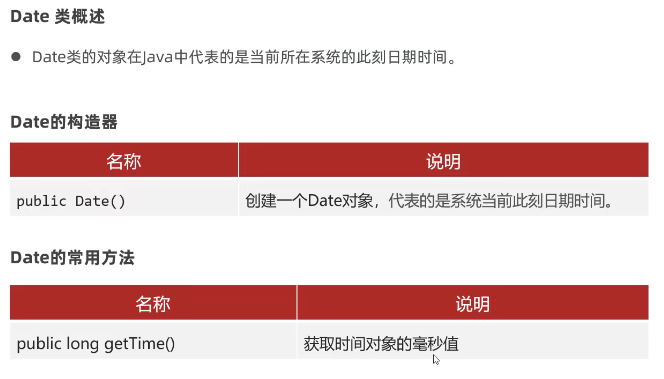 Date 类概述
● Date类的对象在Java中代表的是当前所在系统的此刻日期时间。
Date的构造器
名称 说明
public Date() 创建一个Date对象，代表的是系统当前此刻日期时间。
Date的常用方法
名称 说明
public long getTime() 获取时间对象的毫秒值